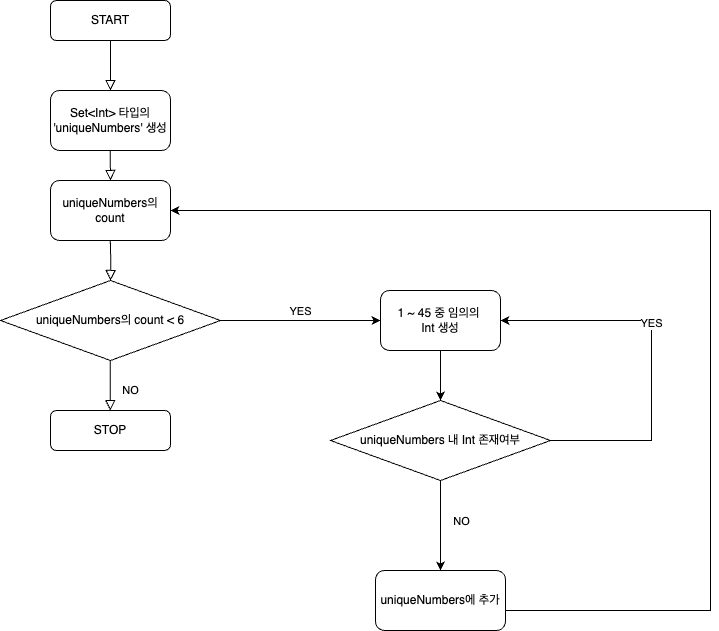 START
Set<Int> 타입의
'uniqueNumbers' 생성
uniqueNumbers의
count
uniqueNumbers의 count < 6
YES
1 ~ 45 중 임의의
Int 생성
YES
NO
STOP
uniqueNumbers 내 Int 존재여부
NO
uniqueNumbers에 추가